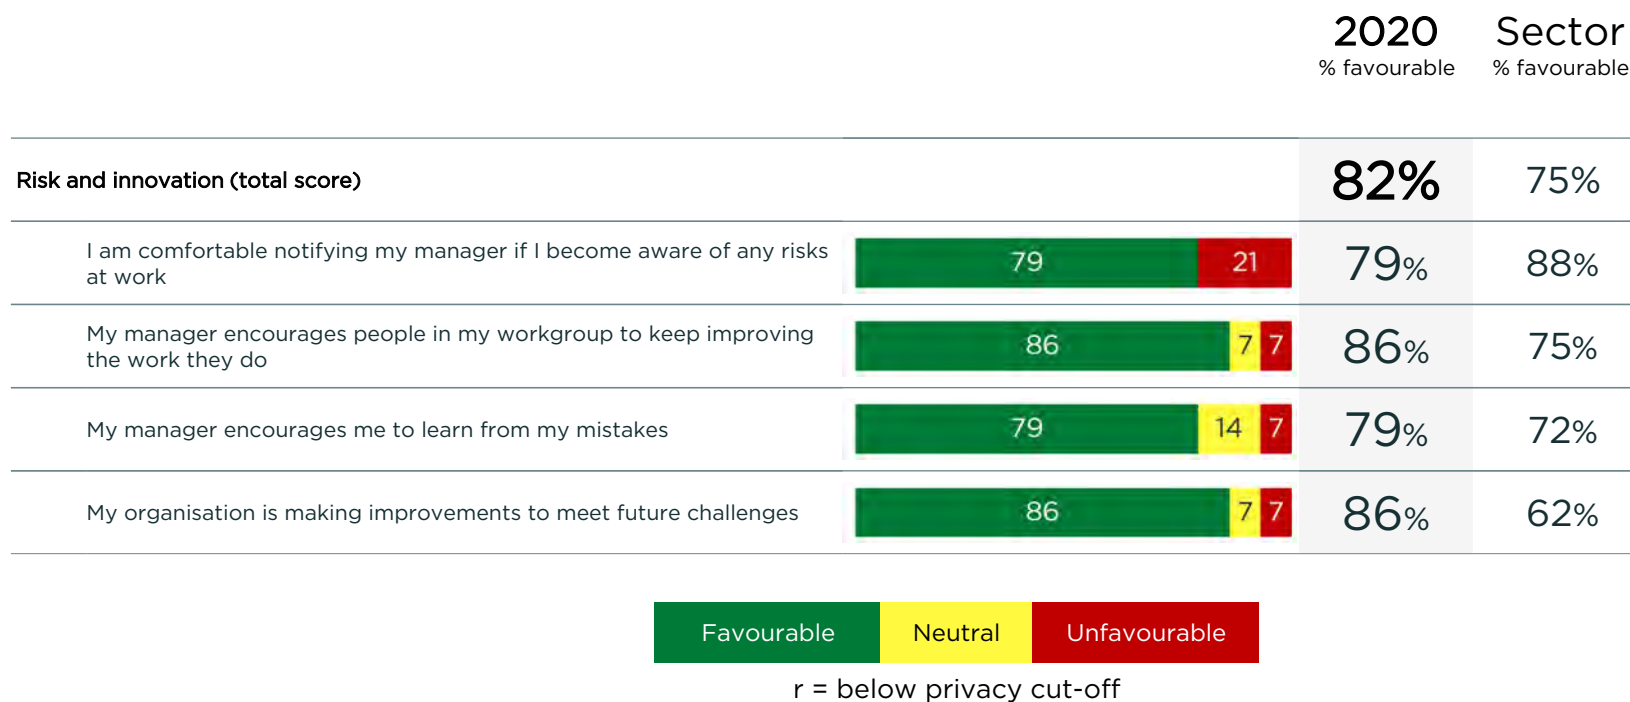 2020 Sector
% favourable % favourable
Risk and innovation (total score) 82% 75%
I am comfortable notifying my manager if I become aware of any risks
at work
79 21 79% 88%
My manager encourages people in my workgroup to keep improving
the work they do
86 7 7 86% 75%
My manager encourages me to learn from my mistakes 79 14 7 79% 72%
My organisation is making improvements to meet future challenges 86 7 7 86% 62%
Favourable Neutral Unfavourable
r = below privacy cut-off